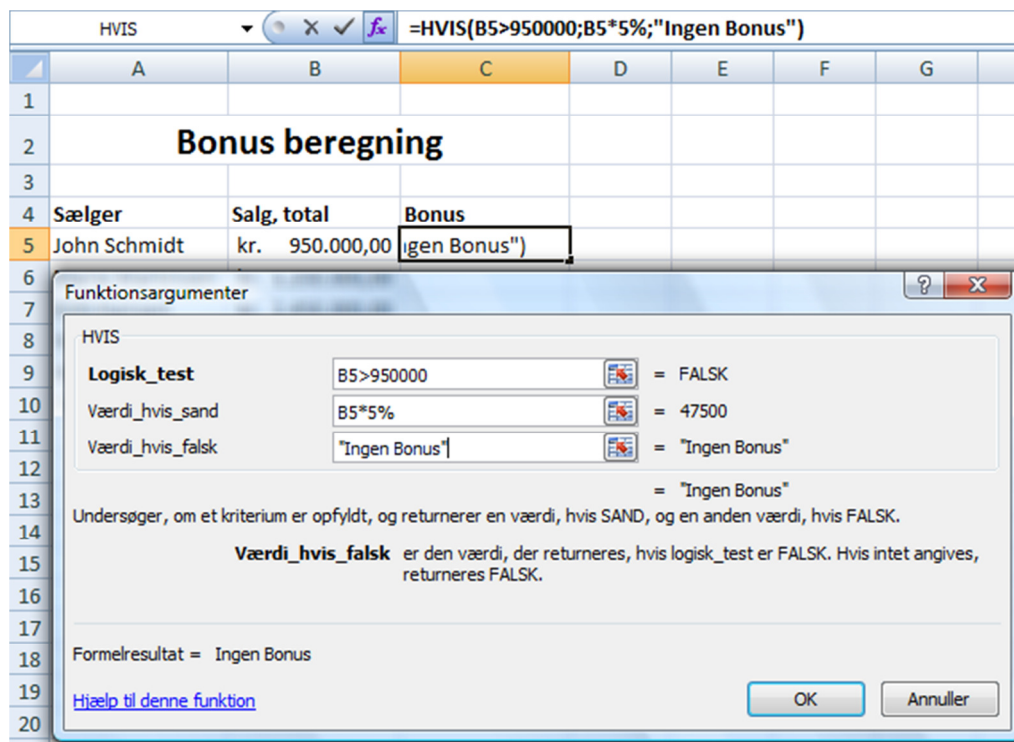 HVIS fx =HVIS(B5>950000;B5*5%;"Ingen Bonus")
A B C D E F G
1
2 Bonus beregning
3
4 Sælger Salg, total Bonus
5 John Schmidt kr. 950.000,00 gen Bonus")
6
7
8
9
10
11
12
13
14
15
16
17
18
19
20
Funktionsargumenter ? X
HVIS
Logisk_test B5>950000 = FALSK
Værdi_hvis_sand B5*5% = 47500
Værdi_hvis_falsk "Ingen Bonus" = "Ingen Bonus"
= "Ingen Bonus"
Undersøger, om et kriterium er opfyldt, og returnerer en værdi, hvis SAND, og en anden værdi, hvis FALSK.
Værdi_hvis_falsk er den værdi, der returneres, hvis logisk_test er FALSK. Hvis intet angives,
returneres FALSK.
Formelresultat = Ingen Bonus
Hjælp til denne funktion OK Annuller